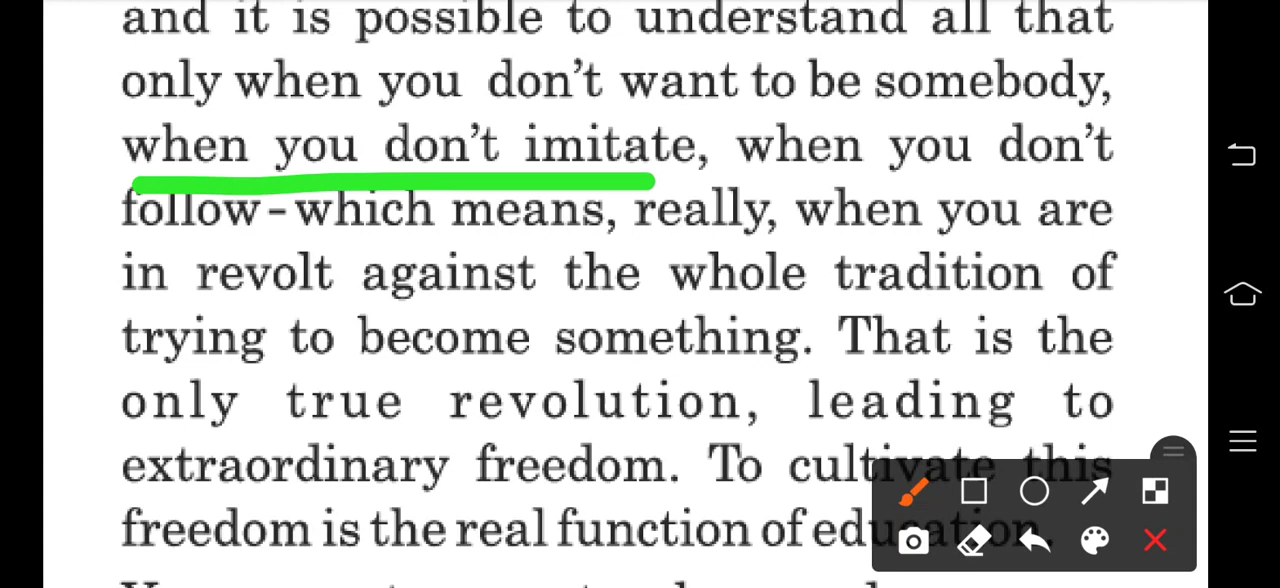 and it is possible to understand all that
only when you don't want to be somebody,
when you don't imitate, when you don't
follow - which means, really, when you are
in revolt against the whole tradition of
trying to become something. That is the
only true revolution, leading to
extraordinary freedom. To cultivate this
freedom is the real function of education.